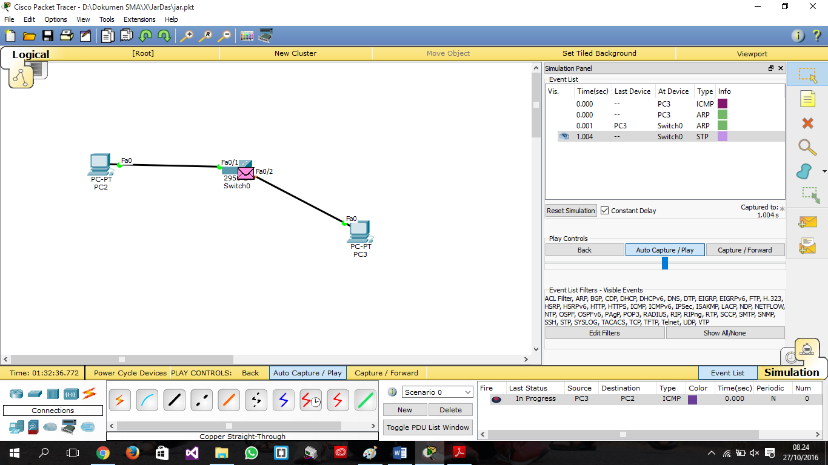 Cisco Packet Tracer - D:\Dokumen SMA\X\JarDas\jar.pkt
File Edit Options View Tools Extensions Help
Logical [Root] New Cluster Move Object Set Tiled Background Viewport
Fa0
PC-PT
PC2
Fa0/1
Fa0/2
Switch0
Fa0
PC-PT
PC3
Simulation Panel
Event List
Vis. Time(sec) Last Device At Device Type Info
0.000 -- PC3 ICMP
0.000 -- PC3 ARP
0.001 PC3 Switch0 ARP
1.004 -- Switch0 STP
Reset Simulation Constant Delay Captured to:
1.004 s
Play Controls
Back Auto Capture / Play Capture / Forward
Event List Filters - Visible Events
ACL Filter, ARP, BGP, CDP, DHCP, DHCPv6, DNS, DTP, EIGRP, EIGRPv6, FTP, H.323,
HSRP, HSRPv6, HTTP, HTTPS, ICMP, ICMPv6, IPSec, ISAKMP, LACP, NDP, NETFLOW,
NTP, OSPF, OSPFv6, PAgP, POP3, RADIUS, RIP, RIPng, RTP, SCCP, SMTP, SNMP,
SSH, STP, SYSLOG, TACACS, TCP, TFTP, Telnet, UDP, VTP
Edit Filters Show All/None
Time: 01:32:36.772 Power Cycle Devices PLAY CONTROLS: Back Auto Capture / Play Capture / Forward Event List Simulation
Connections
Copper Straight-Through
Scenario 0
New Delete
Toggle PDU List Window
Fire Last Status Source Destination Type Color Time(sec) Periodic Num
In Progress PC3 PC2 ICMP 0.000 N 0
08:24
27/10/2016